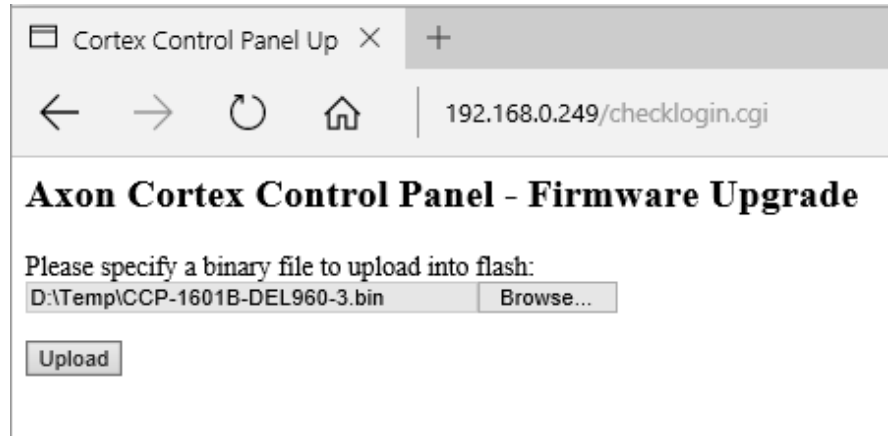 Cortex Control Panel Up
192.168.0.249/checklogin.cgi
Axon Cortex Control Panel - Firmware Upgrade
Please specify a binary file to upload into flash:
D:\Temp\CCP-1601B-DEL960-3.bin Browse...
Upload